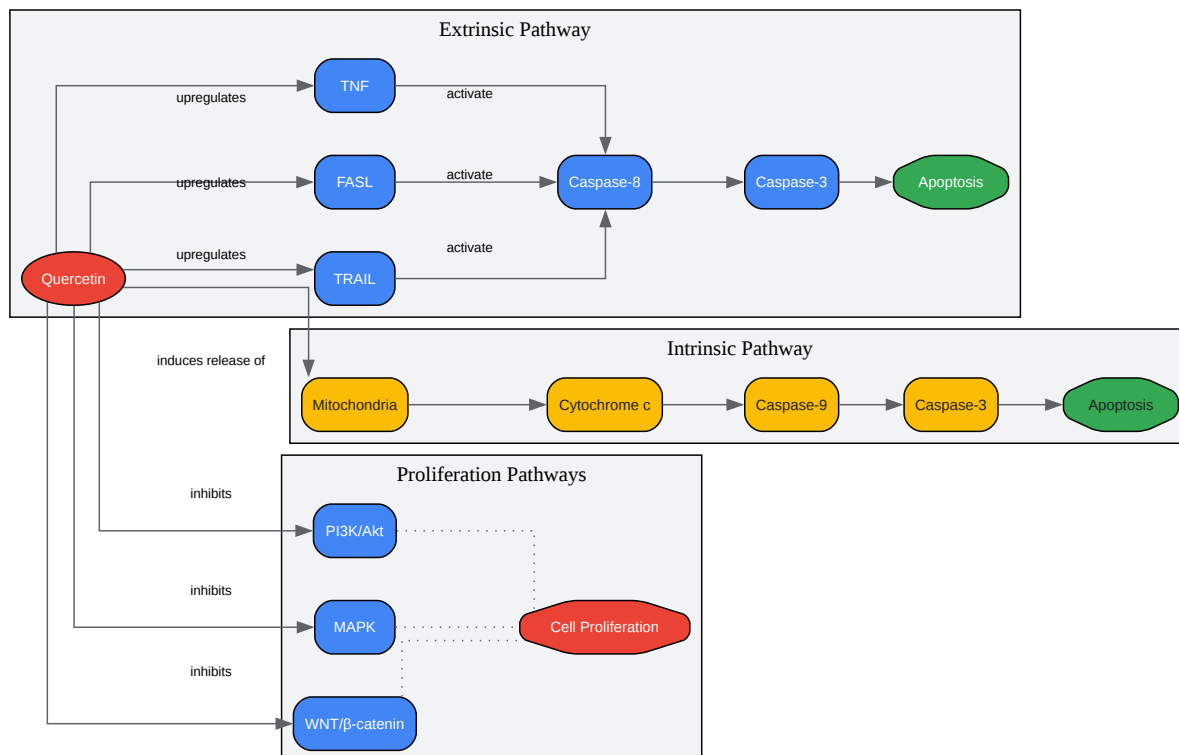 Extrinsic Pathway
TNF
upregulates
activate
FASL
upregulates
activate
Caspase-8
Caspase-3
Apoptosis
upregulates
activate
Quercetin
TRAIL
Intrinsic Pathway
induces release of
Mitochondria
Cytochrome c
Caspase-9
Caspase-3
Apoptosis
Proliferation Pathways
inhibits
PI3K/Akt
inhibits
MAPK
Cell Proliferation
inhibits
WNT/β-catenin